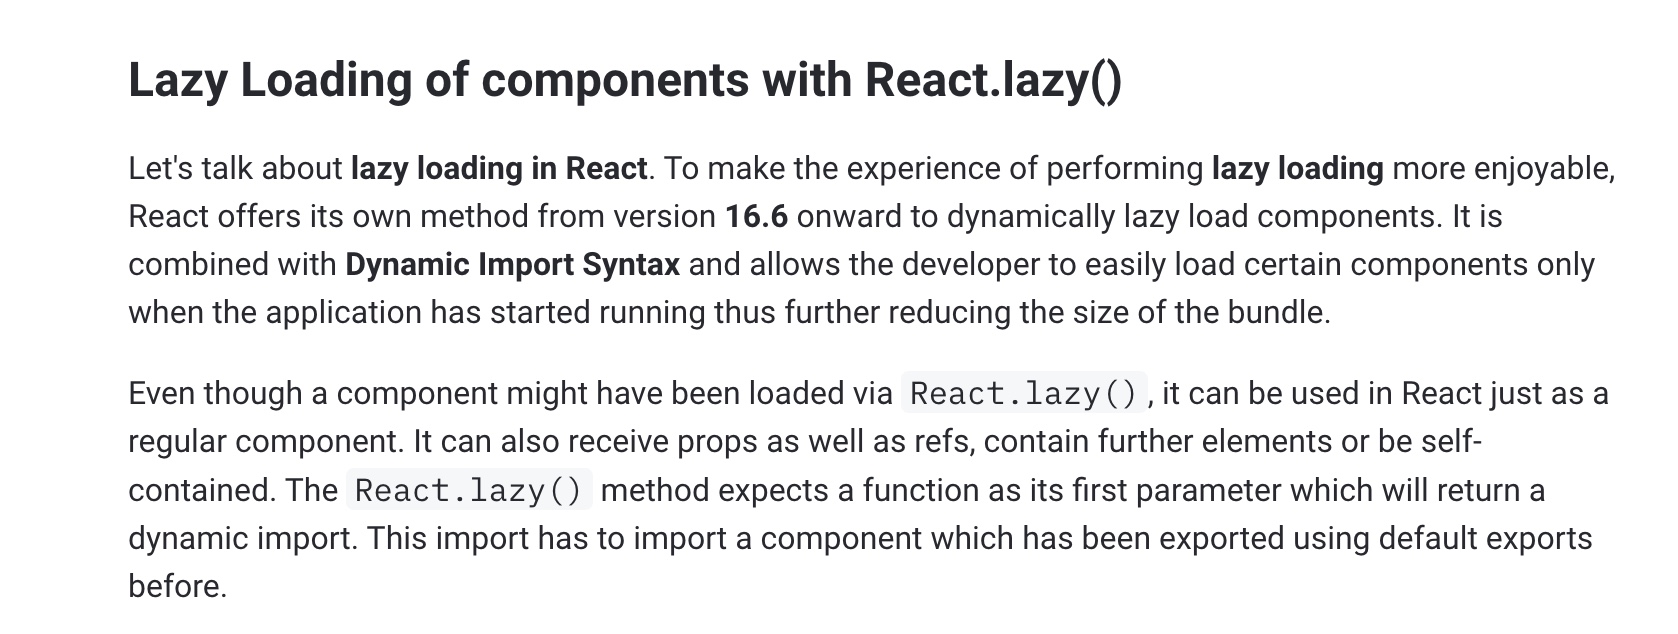 Lazy Loading of components with React.lazy()
Let's talk about lazy loading in React. To make the experience of performing lazy loading more enjoyable,
React offers its own method from version 16.6 onward to dynamically lazy load components. It is
combined with Dynamic Import Syntax and allows the developer to easily load certain components only
when the application has started running thus further reducing the size of the bundle.
Even though a component might have been loaded via React.lazy(), it can be used in React just as a
regular component. It can also receive props as well as refs, contain further elements or be self-
contained. The React.lazy() method expects a function as its first parameter which will return a
dynamic import. This import has to import a component which has been exported using default exports
before.